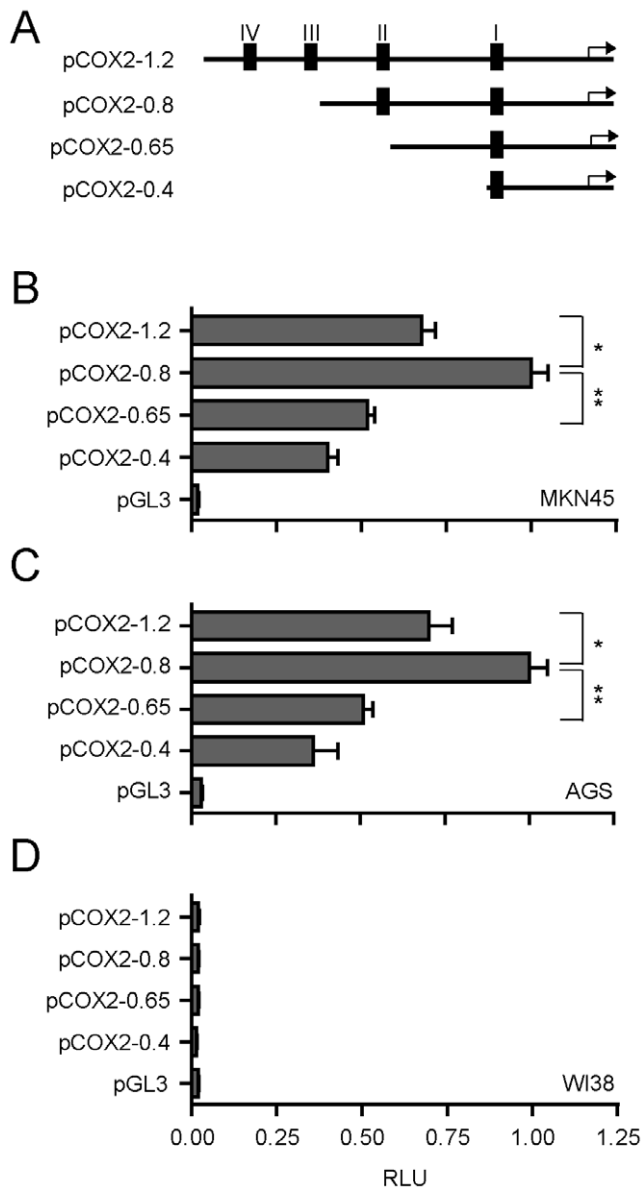 A
IV III II I
pCOX2-1.2
pCOX2-0.8
pCOX2-0.65
pCOX2-0.4
B
pCOX2-1.2
*
pCOX2-0.8
**
pCOX2-0.65
pCOX2-0.4
pGL3
MKN45
C
pCOX2-1.2
*
pCOX2-0.8
**
pCOX2-0.65
pCOX2-0.4
pGL3
AGS
D
pCOX2-1.2
pCOX2-0.8
pCOX2-0.65
pCOX2-0.4
pGL3
WI38
0.00 0.25 0.50 0.75 1.00 1.25
RLU